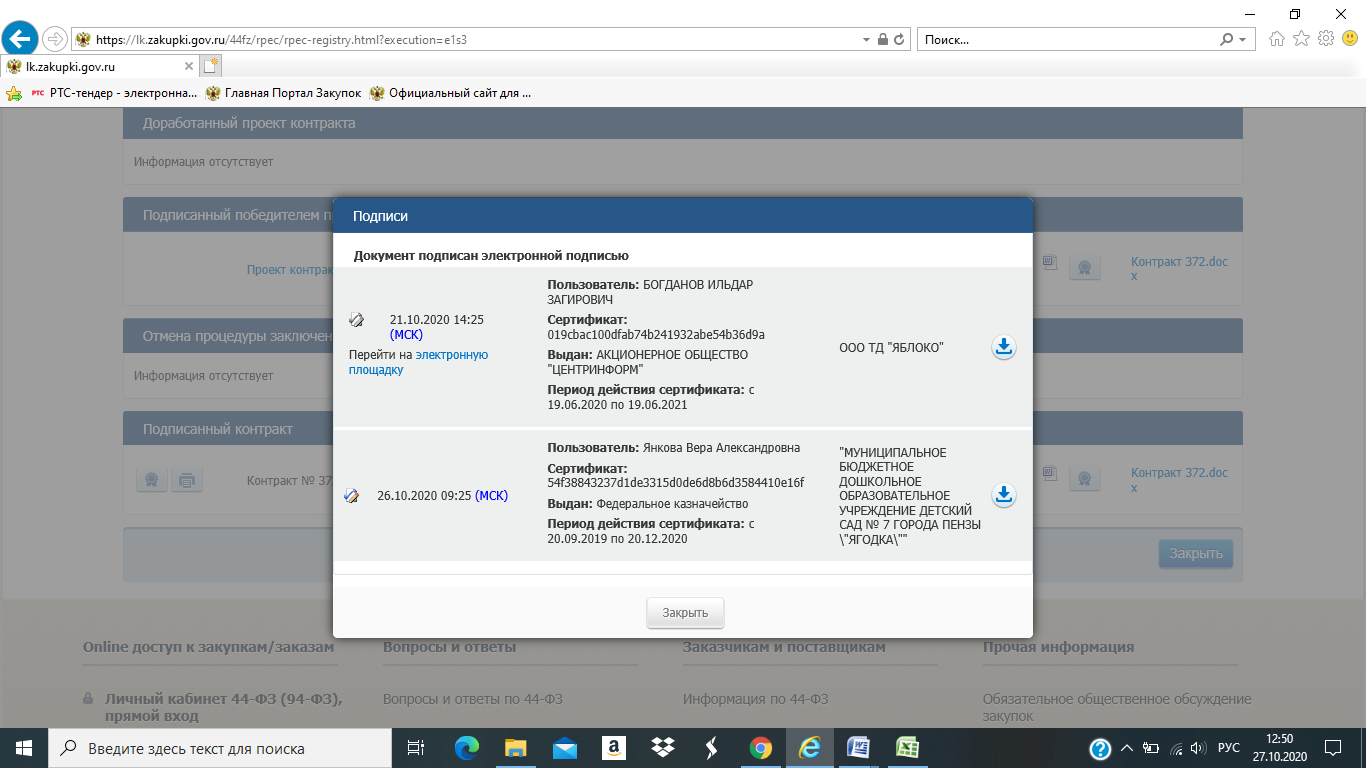 https://lk.zakupki.gov.ru/44fz/rpec/rpec-registry.html?execution=e1s3
Поиск...
lk.zakupki.gov.ru
РТС-тендер - электронна...
Главная Портал Закупок
Официальный сайт для ...
Доработанный проект контракта
Информация отсутствует
Подписанный победителем п
Проект контрак
Контракт 372.doc
x
Отмена процедуры заключен
Информация отсутствует
Подписанный контракт
Контракт № 37
Контракт 372.doc
x
Закрыть
Подписи
Документ подписан электронной подписью
21.10.2020 14:25
(МСК)
Перейти на электронную
площадку
Пользователь: БОГДАНОВ ИЛЬДАР
ЗАГИРОВИЧ
Сертификат:
019cbac100dfab74b241932abe54b36d9a
Выдан: АКЦИОНЕРНОЕ ОБЩЕСТВО
"ЦЕНТРИНФОРМ"
Период действия сертификата: с
19.06.2020 по 19.06.2021
ООО ТД "ЯБЛОКО"
26.10.2020 09:25 (МСК)
Пользователь: Янкова Вера Александровна
Сертификат:
54f38843237d1de3315d0de6d8b6d3584410e16f
Выдан: Федеральное казначейство
Период действия сертификата: с
20.09.2019 по 20.12.2020
"МУНИЦИПАЛЬНОЕ
БЮДЖЕТНОЕ
ДОШКОЛЬНОЕ
ОБРАЗОВАТЕЛЬНОЕ
УЧРЕЖДЕНИЕ ДЕТСКИЙ
САД № 7 ГОРОДА ПЕНЗЫ
\"ЯГОДКА\""
Закрыть
Online доступ к закупкам/заказам
Вопросы и ответы
Заказчикам и поставщикам
Прочая информация
Личный кабинет 44-ФЗ (94-ФЗ),
прямой вход
Вопросы и ответы по 44-ФЗ
Информация по 44-ФЗ
Обязательное общественное обсуждение
закупок
Введите здесь текст для поиска
РУС
12:50
27.10.2020